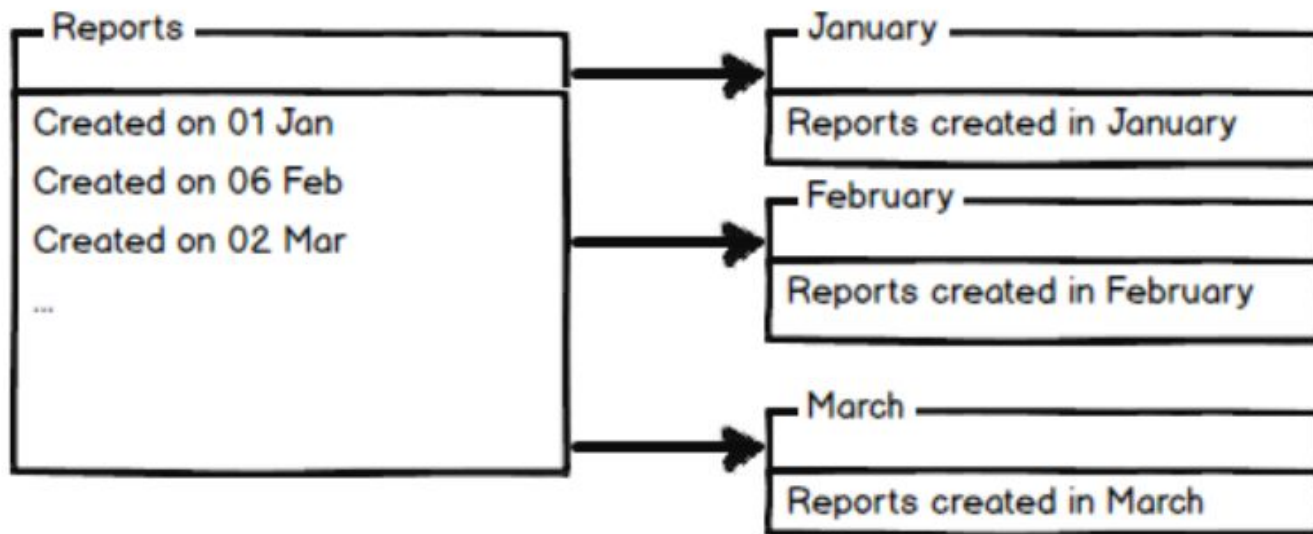 Reports
Created on 01 Jan
Created on 06 Feb
Created on 02 Mar
...
January
Reports created in January
February
Reports created in February
March
Reports created in March